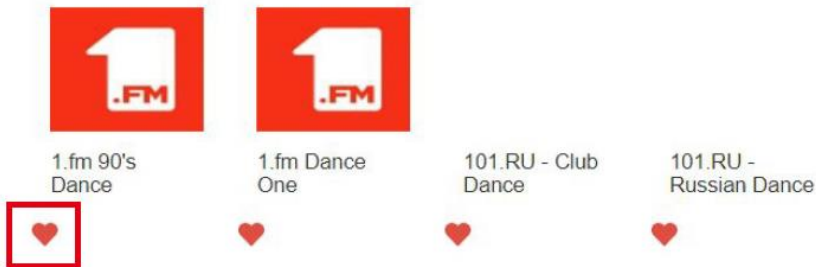 .FM
.FM
1.fm 90's
Dance
1.fm Dance
One
101.RU - Club
Dance
101.RU -
Russian Dance